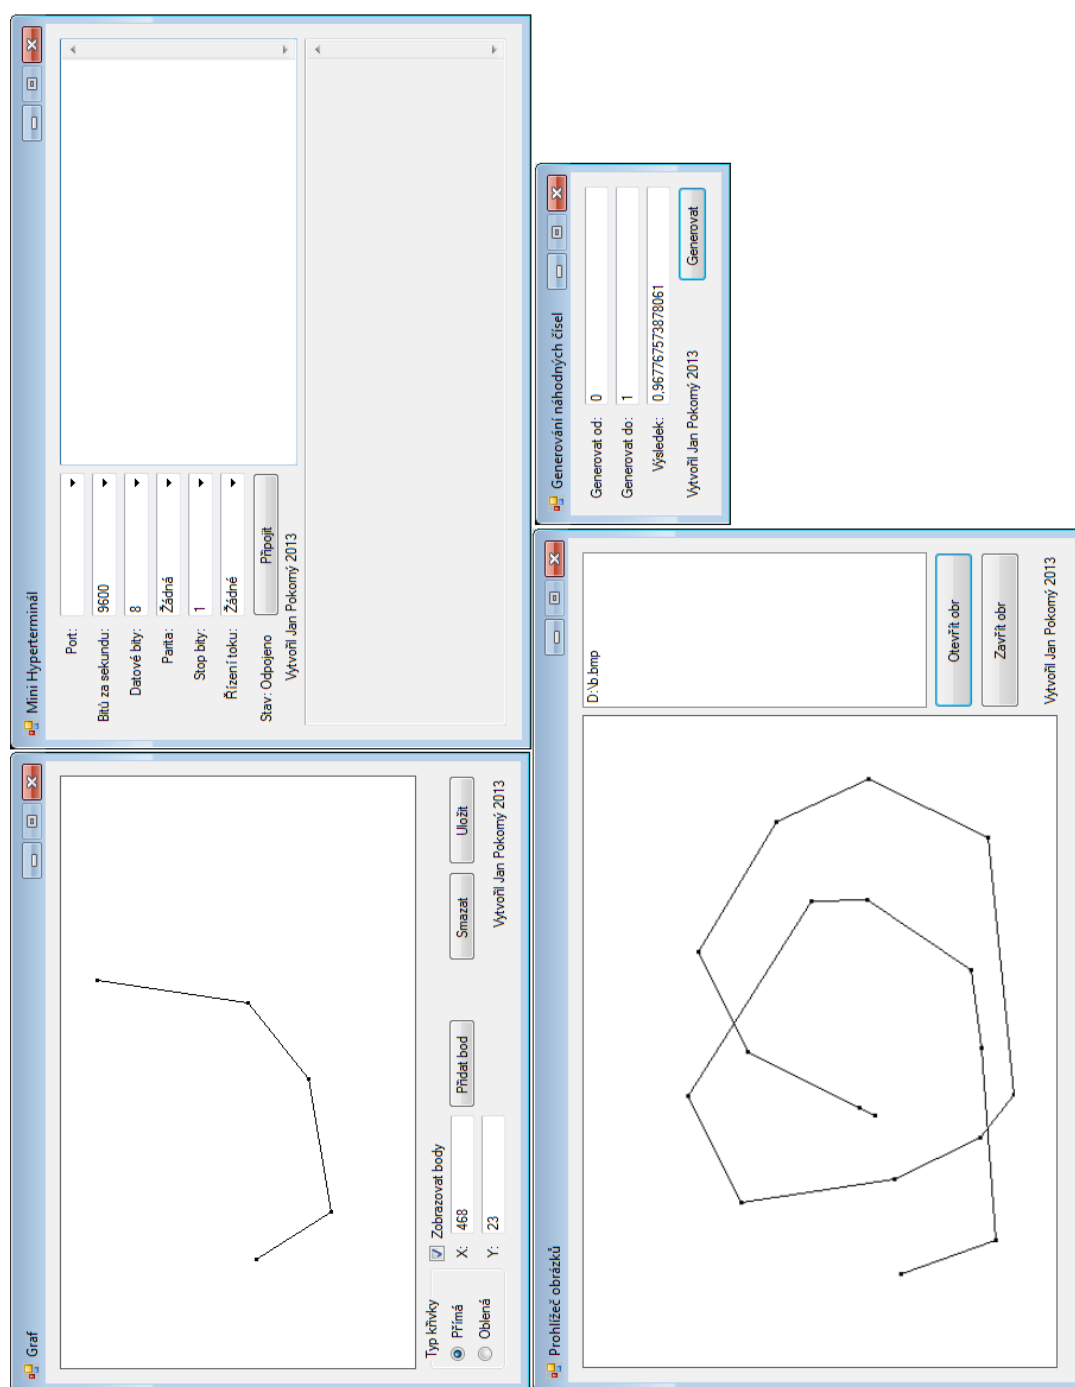 Graf
Typ křivky
Přímá
Oblená
Zobrazovat body
X: 468
Y: 23
Přidat bod
Smazat
Uložit
Vytvořil Jan Pokorný 2013
Mini Hyperterminál
Port:
Bitů za sekundu: 9600
Datové bity: 8
Parita: Žádná
Stop bity: 1
Řízení toku: Žádné
Stav: Odpojeno
Připojit
Vytvořil Jan Pokorný 2013
Prohlížeč obrázků
D:\b.bmp
Otevřít obr
Zavřít obr
Vytvořil Jan Pokorný 2013
Generování náhodných čísel
Generovat od: 0
Generovat do: 1
Výsledek: 0,967767573878061
Generovat
Vytvořil Jan Pokorný 2013